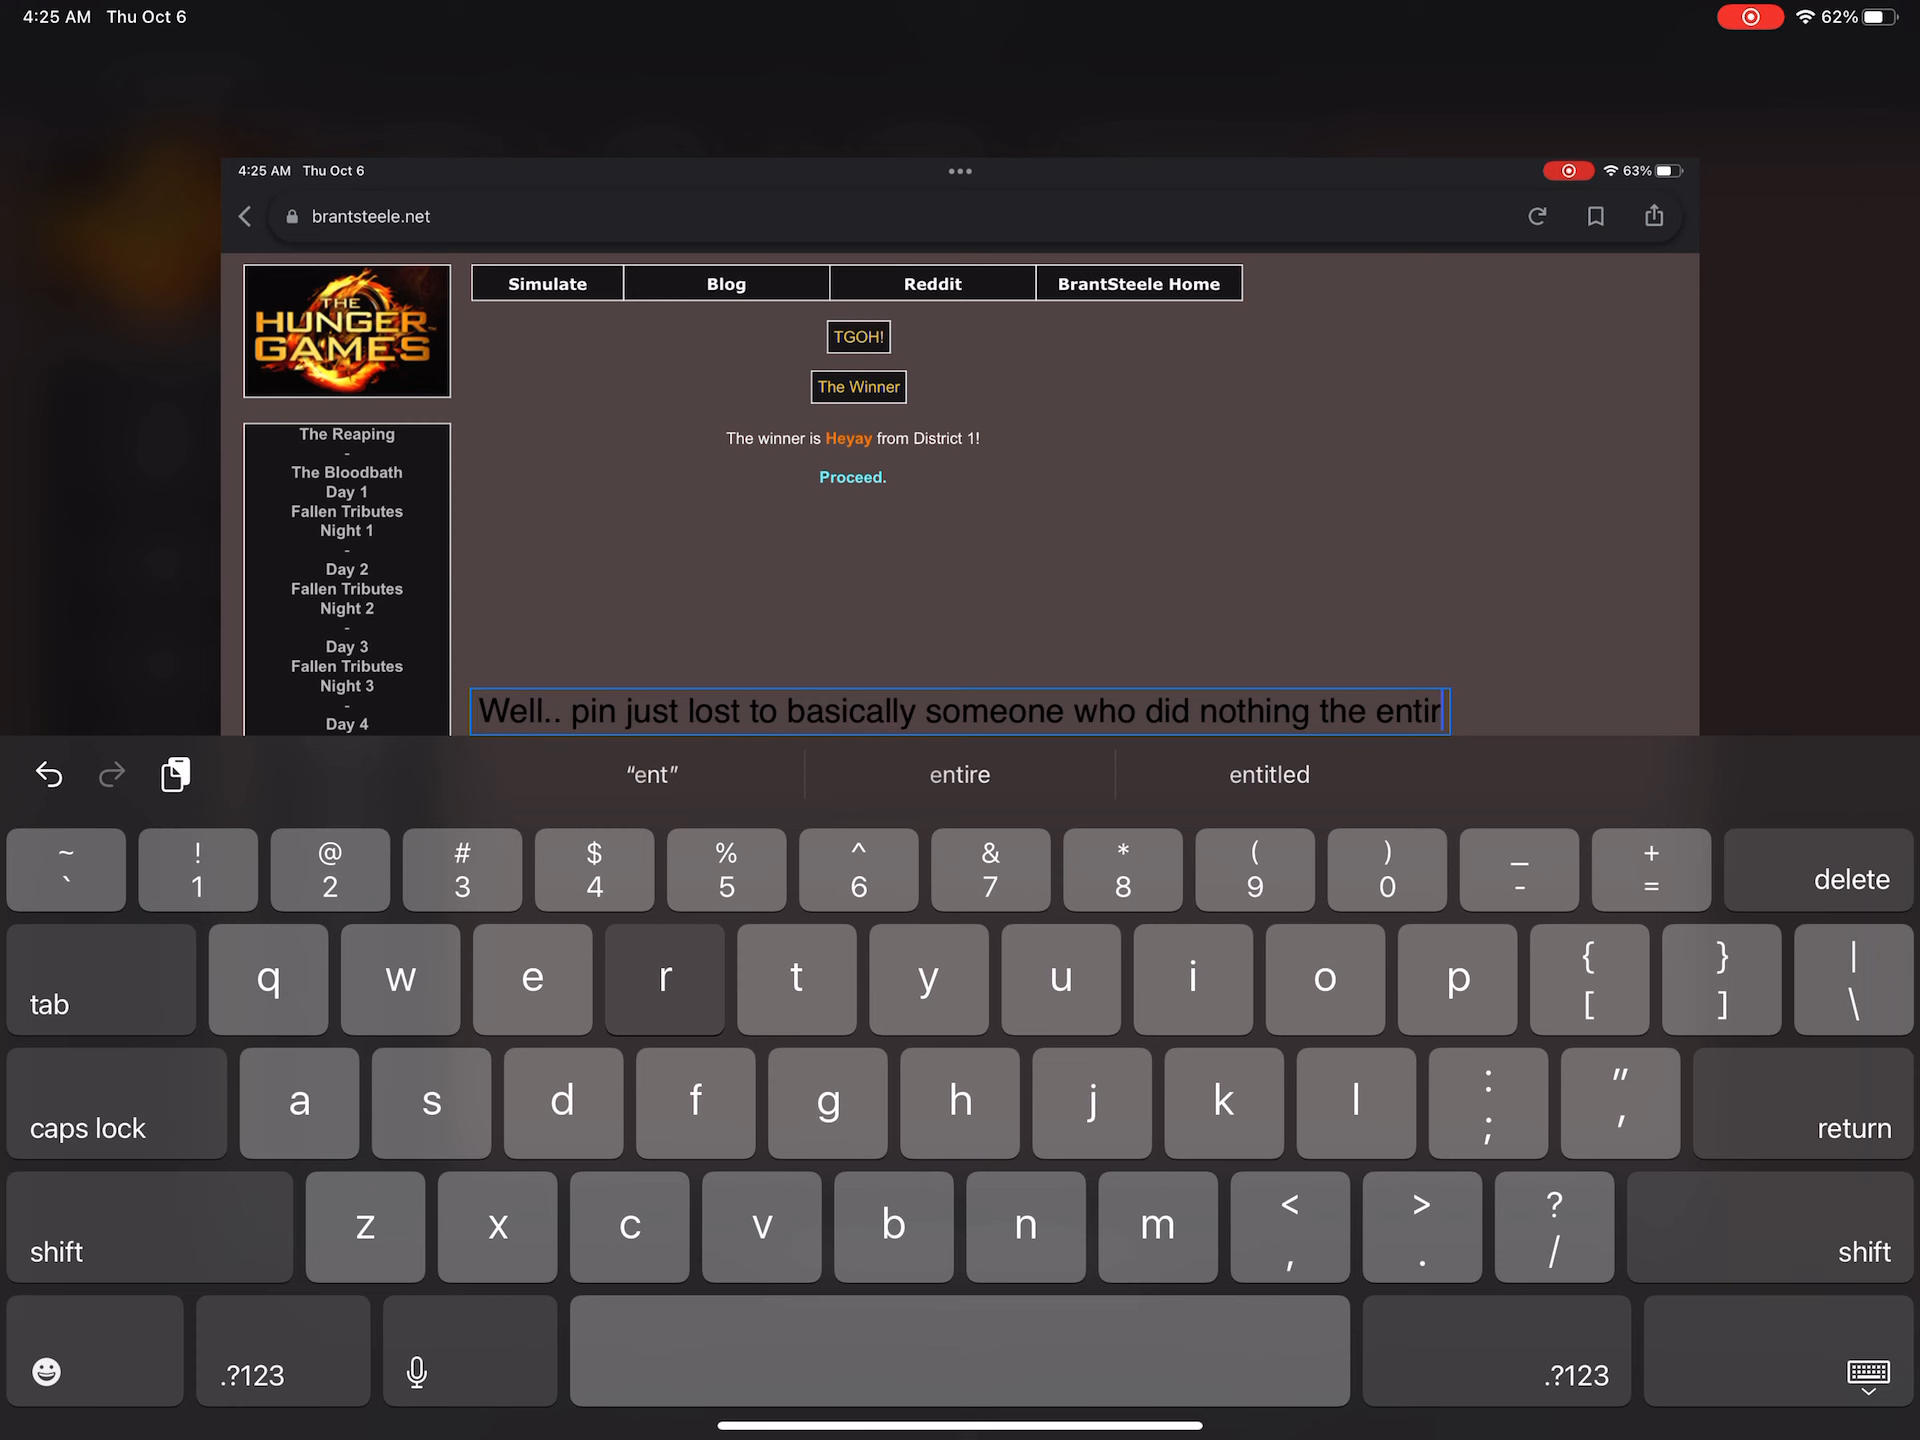 4:25 AM Thu Oct 6
62%
4:25 AM Thu Oct 6
63%
brantsteele.net
THE
HUNGER
GAMES
Simulate Blog Reddit BrantSteele Home
TGOH!
The Winner
The winner is Heyay from District 1!
Proceed.
The Reaping
-
The Bloodbath
Day 1
Fallen Tributes
Night 1
-
Day 2
Fallen Tributes
Night 2
-
Day 3
Fallen Tributes
Night 3
-
Day 4
Well.. pin just lost to basically someone who did nothing the entir
“ent” entire entitled
~ ! @ # $ % ^ & * ( ) _ +
` 1 2 3 4 5 6 7 8 9 0 - = delete
tab q w e r t y u i o p { [ } ] | \
caps lock a s d f g h j k l : ; " ' return
shift z x c v b n m < , > . ? / shift
.?123 .?123